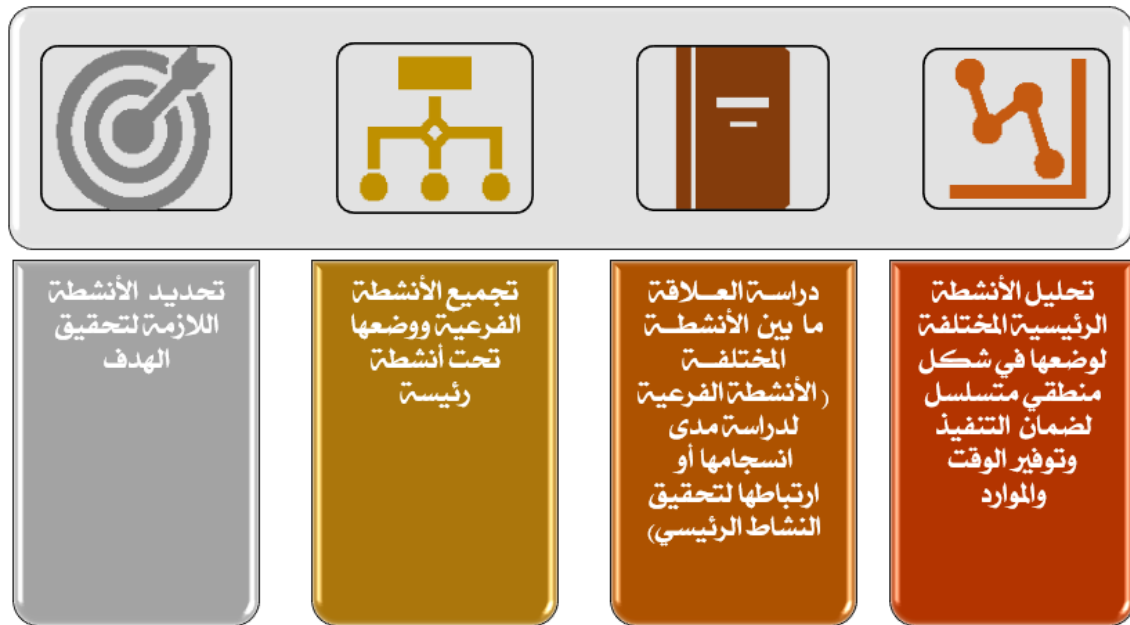 تحليل الأنشطة
الرئيسية المختلفة
لوضعها في شكل
منطقي متسلسل
لضمان التنفيذ
وتوفير الوقت
والموارد
دراسة العلاقة
ما بين الأنشطة
المختلفة
(الأنشطة الفرعية
لدراسة مدى
انسجامها أو
ارتباطها لتحقيق
النشاط الرئيسي)
تجميع الأنشطة
الفرعية ووضعها
تحت أنشطة
رئيسة
تحديد الأنشطة
اللازمة لتحقيق
الهدف